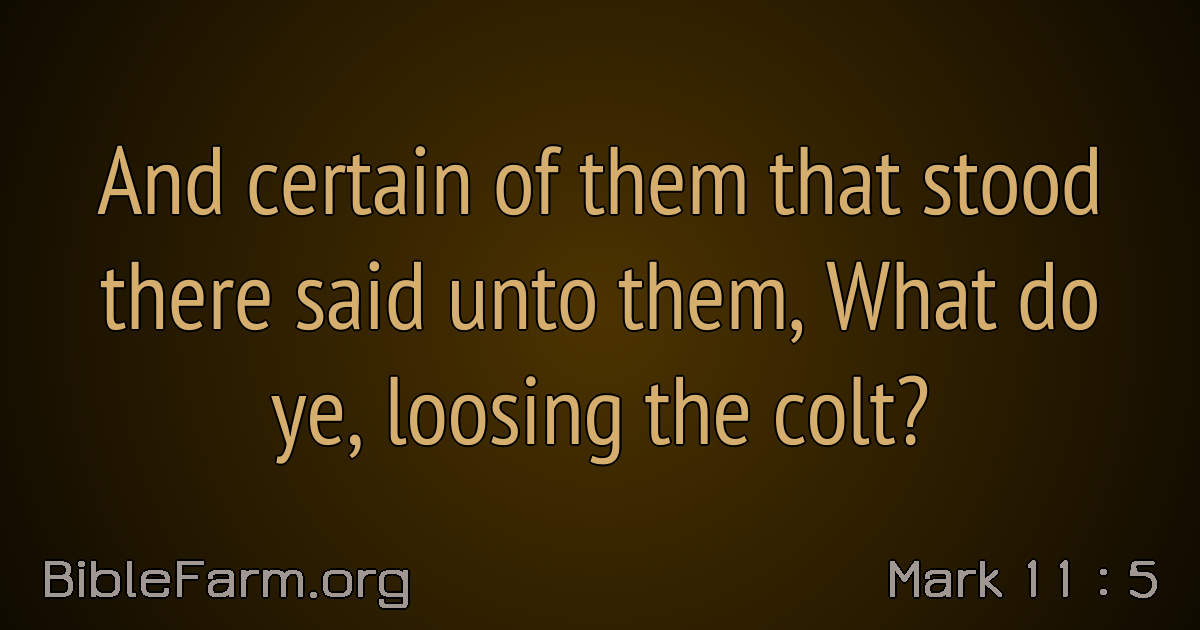 And certain of them that stood
there said unto them, What do
ye, loosing the colt?
BibleFarm.org
Mark 11 : 5